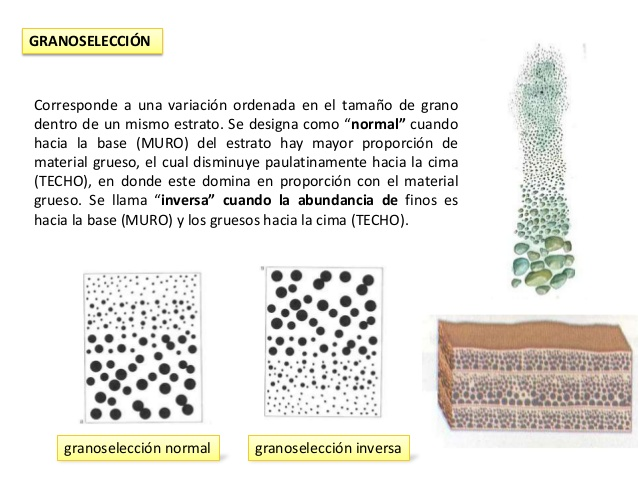 GRANOSELECCIÓN
Corresponde a una variación ordenada en el tamaño de grano
dentro de un mismo estrato. Se designa como “normal” cuando
hacia la base (MURO) del estrato hay mayor proporción de
material grueso, el cual disminuye paulatinamente hacia la cima
(TECHO), en donde este domina en proporción con el material
grueso. Se llama “inversa” cuando la abundancia de finos es
hacia la base (MURO) y los gruesos hacia la cima (TECHO).
granoselección normal
granoselección inversa